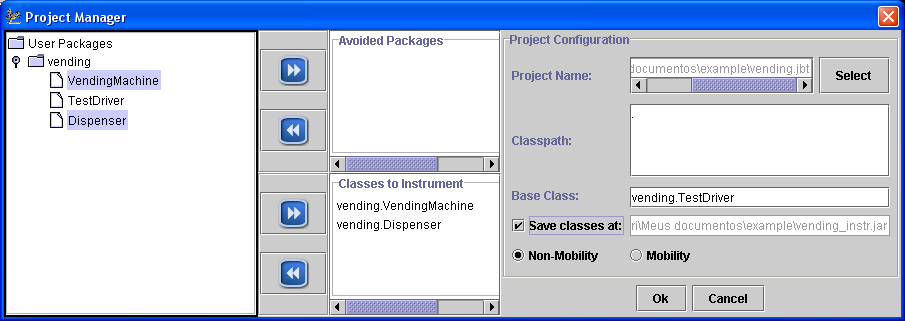 Project Manager
User Packages
vending
VendingMachine
TestDriver
Dispenser
Avoided Packages
Classes to Instrument
vending.VendingMachine
vending.Dispenser
Project Configuration
Project Name:
documentos\example\vending.jbt
Select
Classpath:
.
Base Class:
vending.TestDriver
Save classes at:
ri\Meus documentos\example\vending_instr.jar
Non-Mobility
Mobility
Ok
Cancel